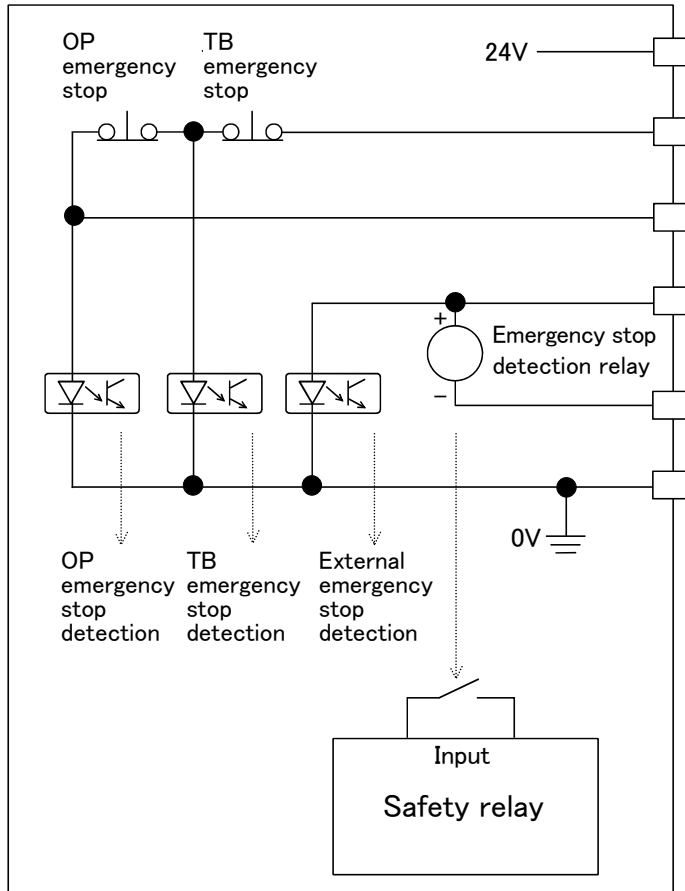 OP
emergency
stop
TB
emergency
stop
24V
+
Emergency stop
detection relay
−
0V
OP
emergency
stop
detection
TB
emergency
stop
detection
External
emergency
stop
detection
Input
Safety relay